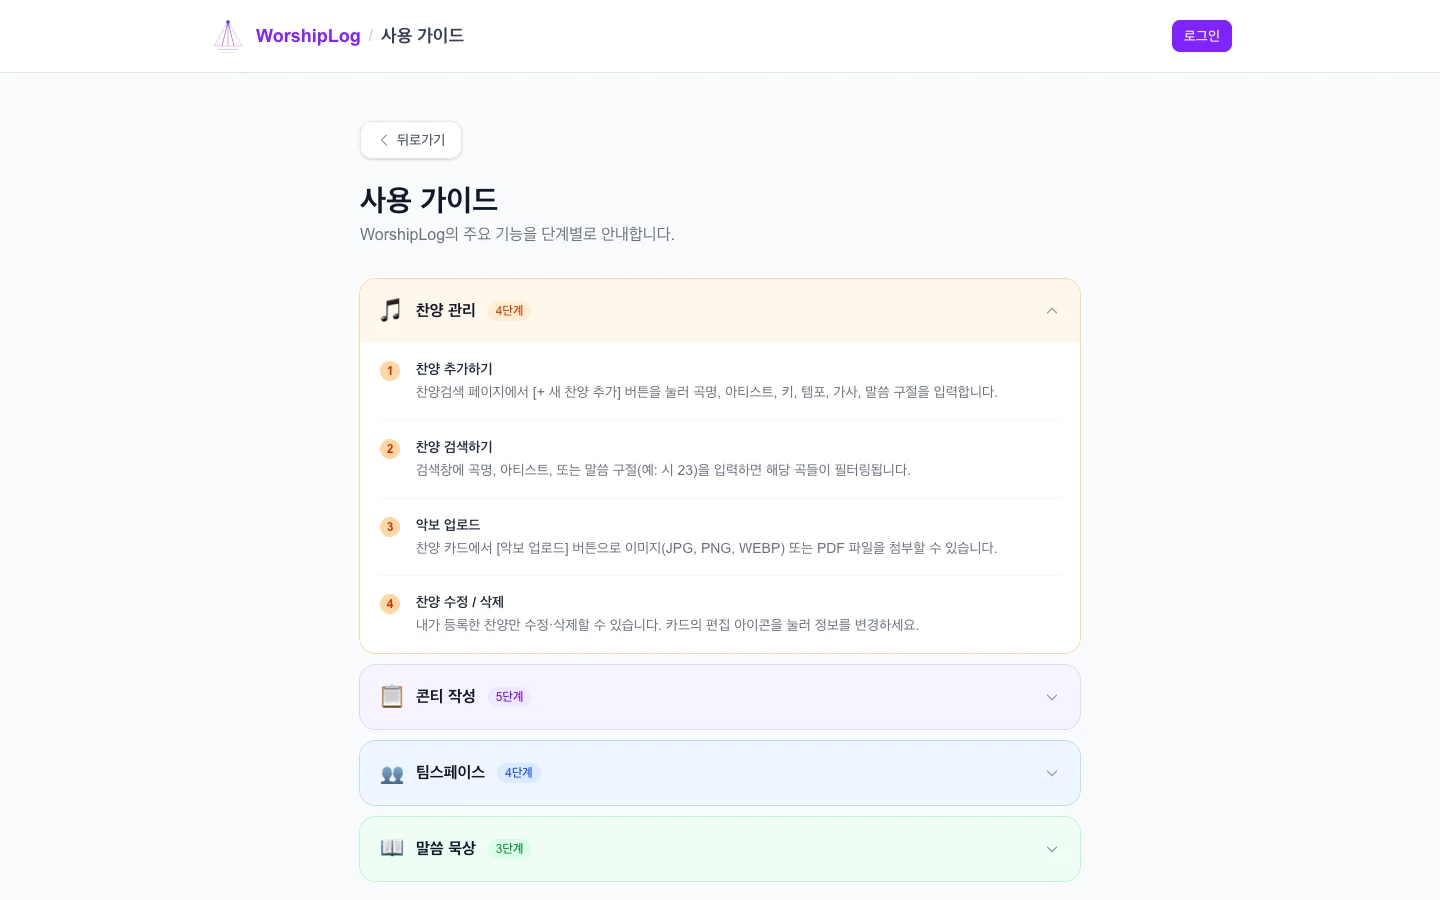 WorshipLog / 사용 가이드
로그인
뒤로가기
사용 가이드
WorshipLog의 주요 기능을 단계별로 안내합니다.
찬양 관리 4단계
1 찬양 추가하기
찬양검색 페이지에서 [+ 새 찬양 추가] 버튼을 눌러 곡명, 아티스트, 키, 템포, 가사, 말씀 구절을 입력합니다.
2 찬양 검색하기
검색창에 곡명, 아티스트, 또는 말씀 구절(예: 시 23)을 입력하면 해당 곡들이 필터링됩니다.
3 악보 업로드
찬양 카드에서 [악보 업로드] 버튼으로 이미지(JPG, PNG, WEBP) 또는 PDF 파일을 첨부할 수 있습니다.
4 찬양 수정 / 삭제
내가 등록한 찬양만 수정·삭제할 수 있습니다. 카드의 편집 아이콘을 눌러 정보를 변경하세요.
콘티 작성 5단계
팀스페이스 4단계
말씀 묵상 3단계